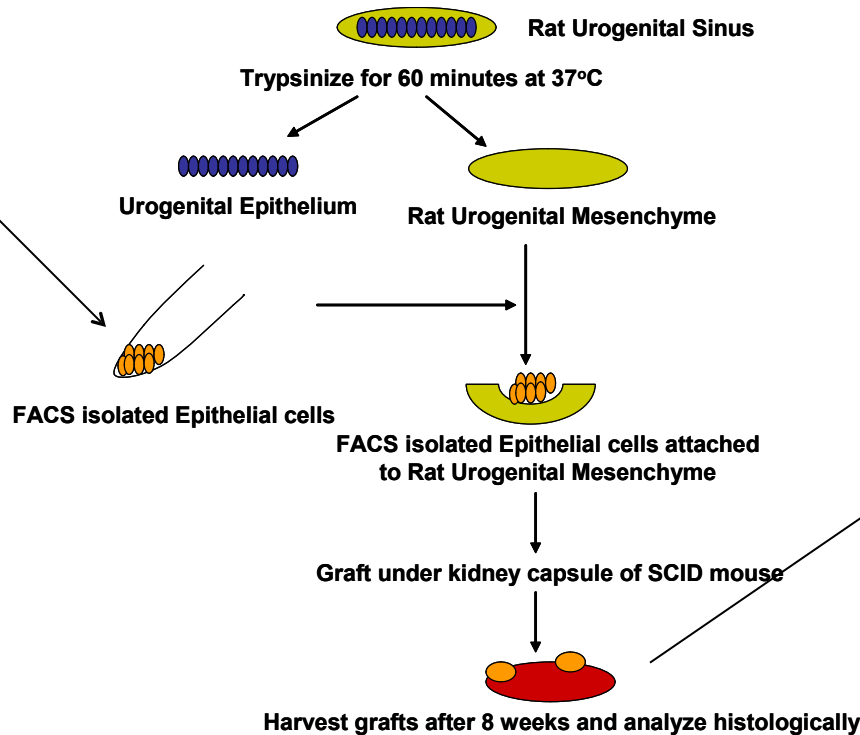 Rat Urogenital Sinus
Trypsinize for 60 minutes at 37°C
Urogenital Epithelium
Rat Urogenital Mesenchyme
FACS isolated Epithelial cells
FACS isolated Epithelial cells attached
to Rat Urogenital Mesenchyme
Graft under kidney capsule of SCID mouse
Harvest grafts after 8 weeks and analyze histologically